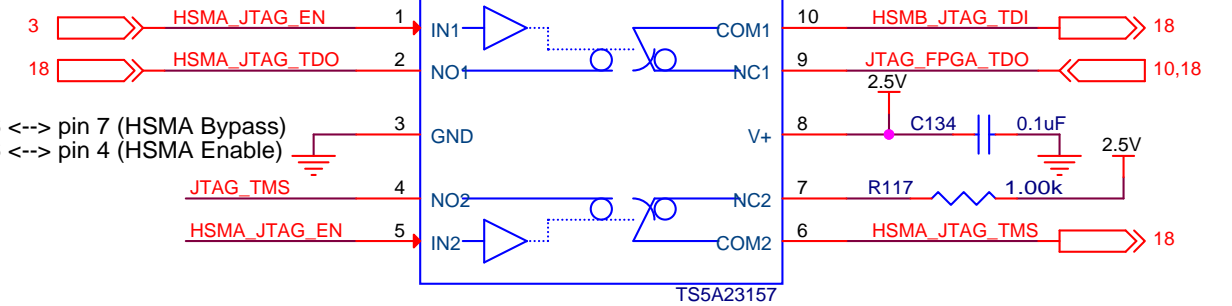 3 HSMA_JTAG_EN 1 IN1 COM1 10 HSMB_JTAG_TDI 18
18 HSMA_JTAG_TDO 2 NO1 NC1 9 JTAG_FPGA_TDO 10,18
2.5V
<--> pin 7 (HSMA Bypass) 3 GND V+ 8 C134 0.1uF
<--> pin 4 (HSMA Enable) 2.5V
JTAG_TMS 4 NO2 NC2 7 R117 1.00k
HSMA_JTAG_EN 5 IN2 COM2 6 HSMA_JTAG_TMS 18
TS5A23157